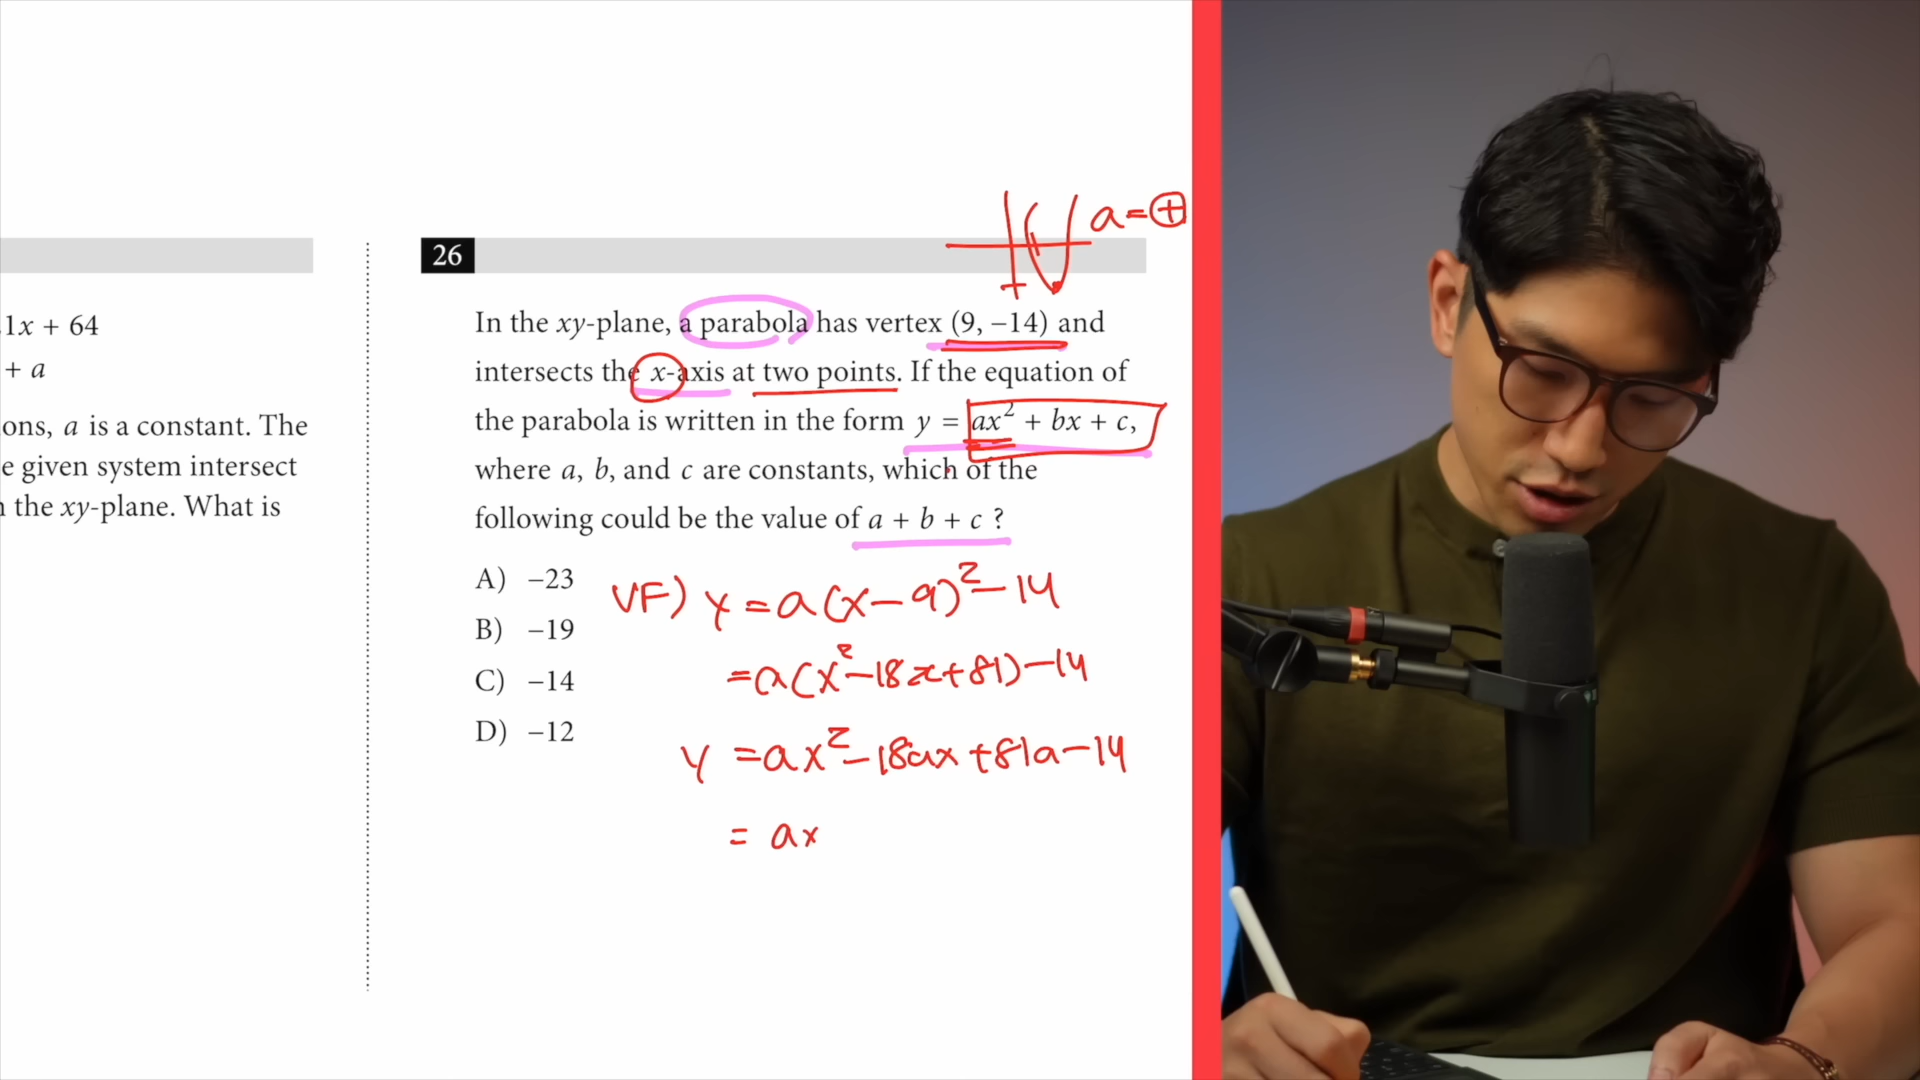 a=⊕
26
1x + 64
+ a
ons, a is a constant. The
e given system intersect
the xy-plane. What is
In the xy-plane, a parabola has vertex (9, −14) and
intersects the x-axis at two points. If the equation of
the parabola is written in the form y = ax² + bx + c,
where a, b, and c are constants, which of the
following could be the value of a + b + c ?
A) −23
B) −19
C) −14
D) −12
VF) y=a(x−9)²−14
=a(x²−18x+81)−14
y =ax²−18ax+81a−14
= ax